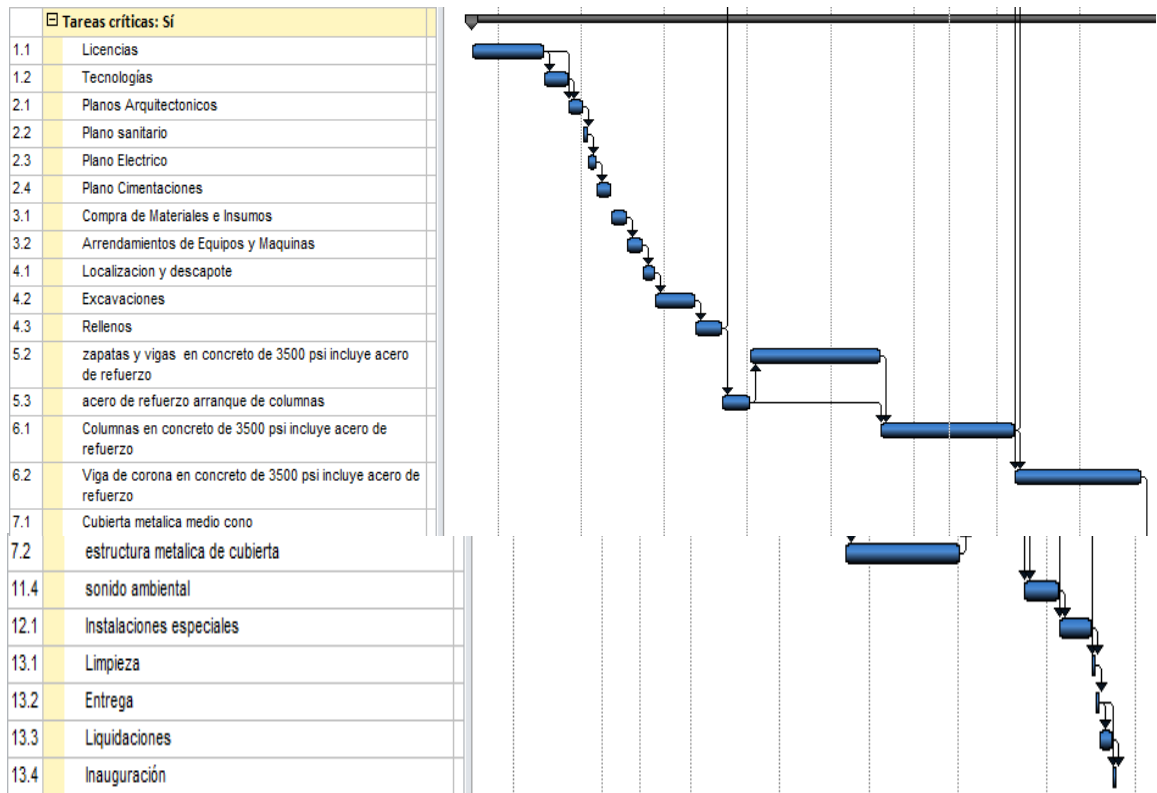 Tareas críticas: Sí
1.1 Licencias
1.2 Tecnologías
2.1 Planos Arquitectonicos
2.2 Plano sanitario
2.3 Plano Electrico
2.4 Plano Cimentaciones
3.1 Compra de Materiales e Insumos
3.2 Arrendamientos de Equipos y Maquinas
4.1 Localizacion y descapote
4.2 Excavaciones
4.3 Rellenos
5.2 zapatas y vigas en concreto de 3500 psi incluye acero
de refuerzo
5.3 acero de refuerzo arranque de columnas
6.1 Columnas en concreto de 3500 psi incluye acero de
refuerzo
6.2 Viga de corona en concreto de 3500 psi incluye acero de
refuerzo
7.1 Cubierta metalica medio cono
7.2 estructura metalica de cubierta
11.4 sonido ambiental
12.1 Instalaciones especiales
13.1 Limpieza
13.2 Entrega
13.3 Liquidaciones
13.4 Inauguración